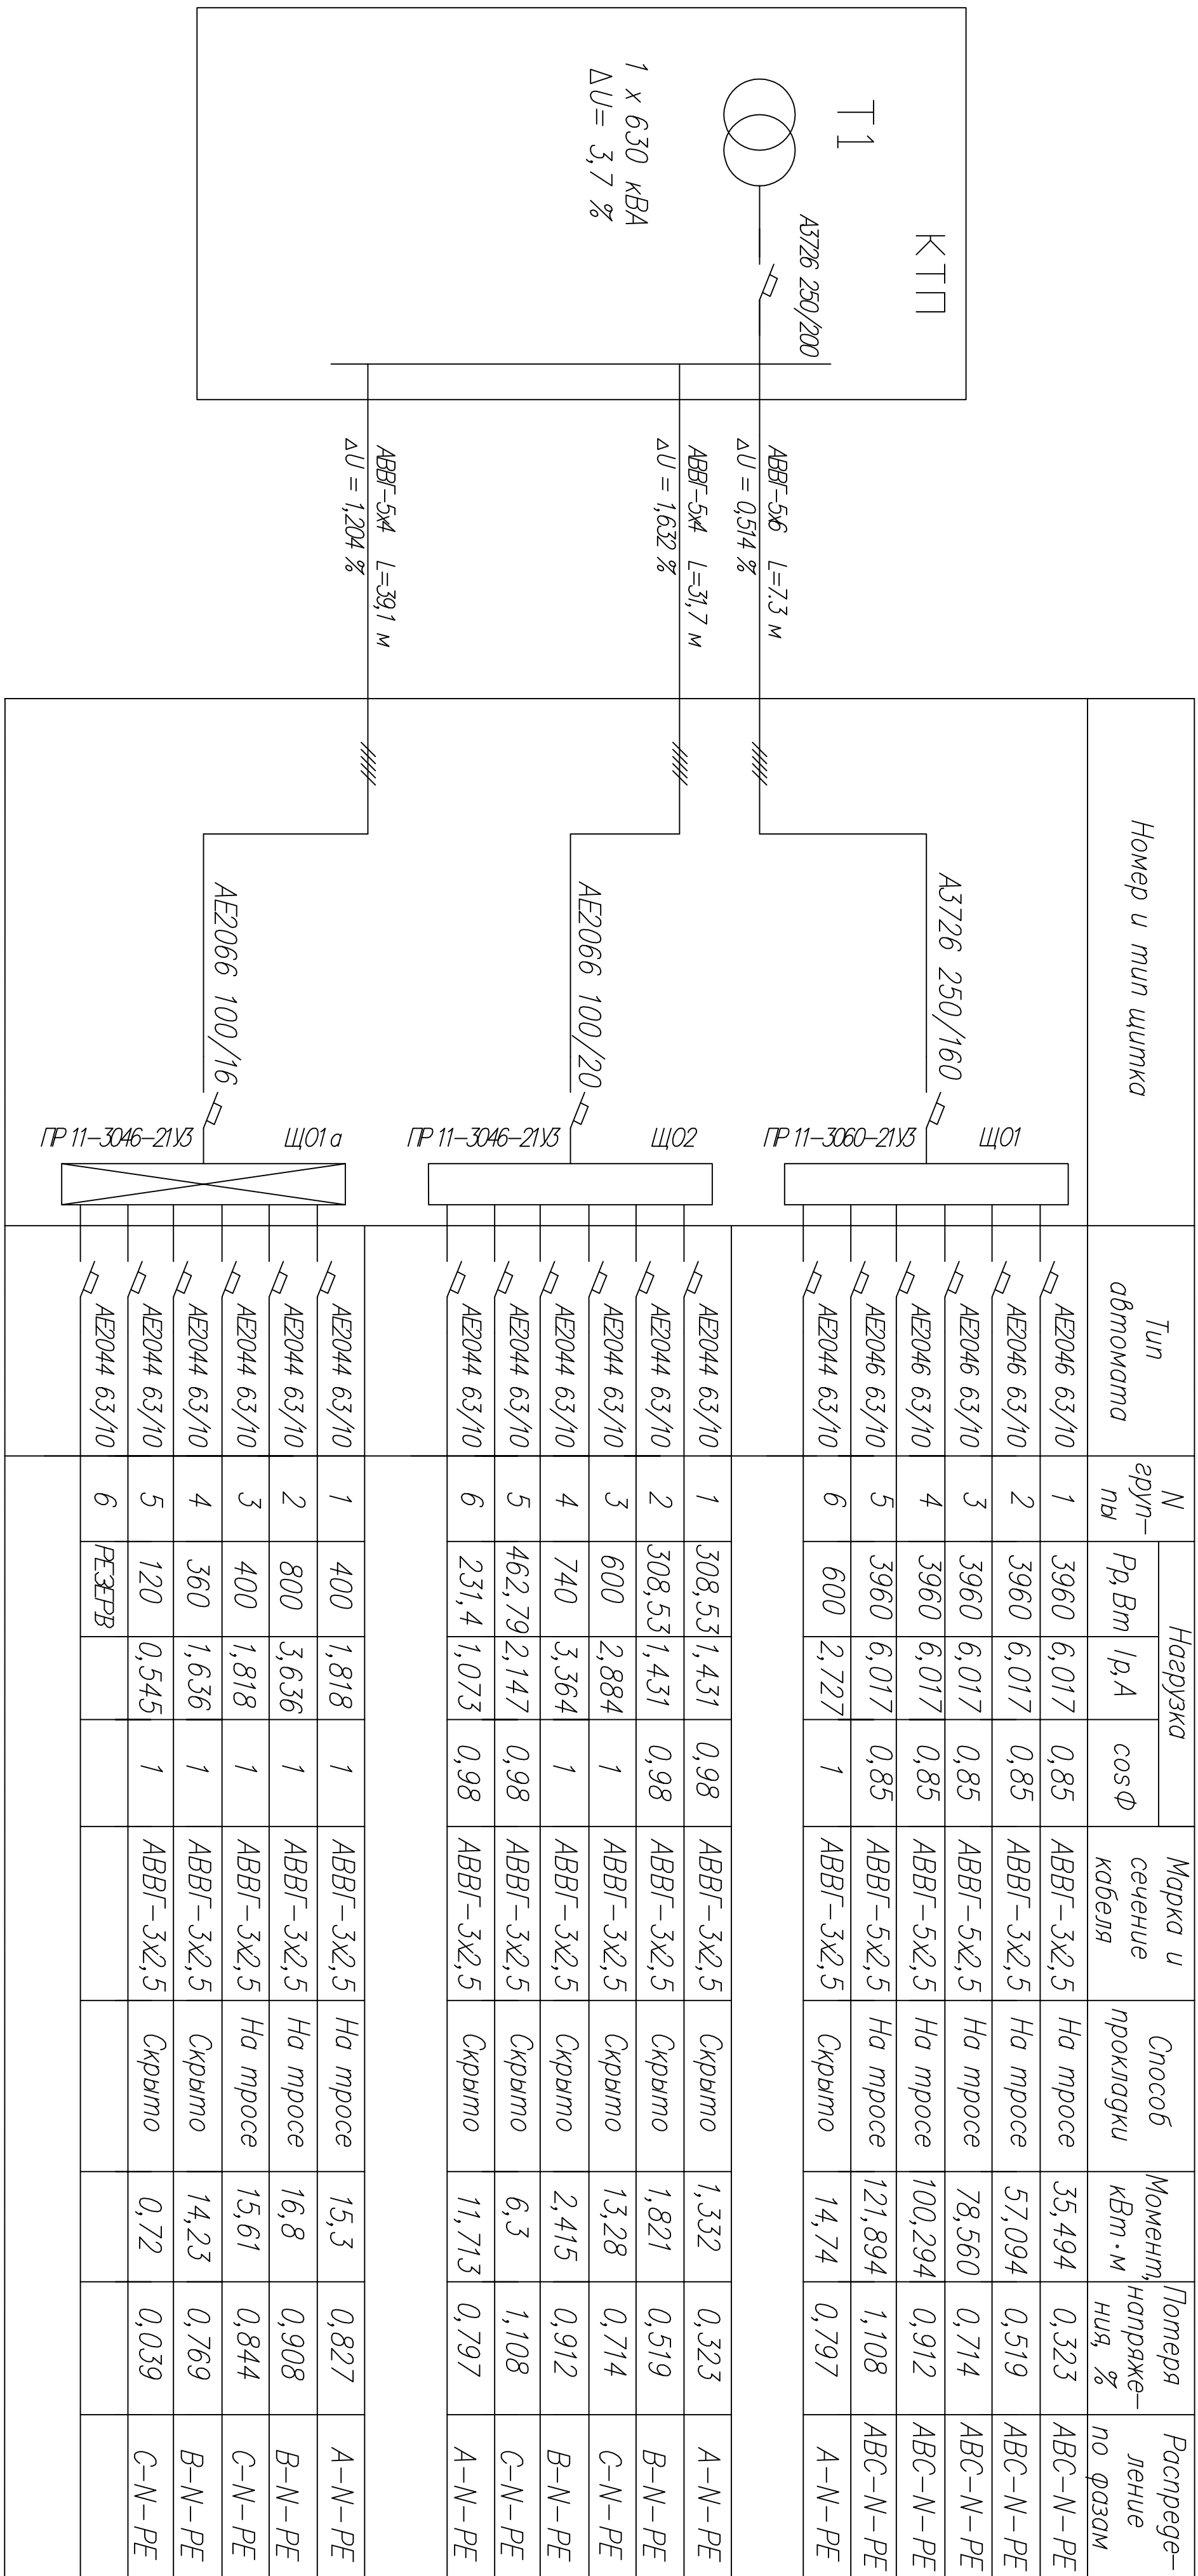 КТП
Т1
А3726 250/200
1 х 630 кВА
ΔU= 3,7 %
АВВГ-5х6 L=7.3 м
ΔU = 0,514 %
АВВГ-5х4 L=31,7 м
ΔU = 1,632 %
АВВГ-5х4 L=39,1 м
ΔU = 1,204 %
Номер и тип щитка
Тип
автомата
N
груп-
пы
Нагрузка
Рр,Вт Iр,А cosФ
Марка и
сечение
кабеля
Способ
прокладки
Момент,
кВт·м
Потеря
напряже-
ния, %
Распреде-
ление
по фазам
А3726 250/160
ЩО1
ПР 11-3060-21У3
АЕ2046 63/10 1 3960 6,017 0,85 АВВГ-3х2,5 На тросе 35,494 0,323 ABC-N-PE
АЕ2046 63/10 2 3960 6,017 0,85 АВВГ-3х2,5 На тросе 57,094 0,519 ABC-N-PE
АЕ2046 63/10 3 3960 6,017 0,85 АВВГ-5х2,5 На тросе 78,560 0,714 ABC-N-PE
АЕ2046 63/10 4 3960 6,017 0,85 АВВГ-5х2,5 На тросе 100,294 0,912 ABC-N-PE
АЕ2046 63/10 5 3960 6,017 0,85 АВВГ-5х2,5 На тросе 121,894 1,108 ABC-N-PE
АЕ2044 63/10 6 600 2,727 1 АВВГ-3х2,5 Скрыто 14,74 0,797 A-N-PE
АЕ2066 100/20
ЩО2
ПР 11-3046-21У3
АЕ2044 63/10 1 308,53 1,431 0,98 АВВГ-3х2,5 Скрыто 1,332 0,323 A-N-PE
АЕ2044 63/10 2 308,53 1,431 0,98 АВВГ-3х2,5 Скрыто 1,821 0,519 B-N-PE
АЕ2044 63/10 3 600 2,884 1 АВВГ-3х2,5 Скрыто 13,28 0,714 C-N-PE
АЕ2044 63/10 4 740 3,364 1 АВВГ-3х2,5 Скрыто 2,415 0,912 B-N-PE
АЕ2044 63/10 5 462,79 2,147 0,98 АВВГ-3х2,5 Скрыто 6,3 1,108 C-N-PE
АЕ2044 63/10 6 231,4 1,073 0,98 АВВГ-3х2,5 Скрыто 11,713 0,797 A-N-PE
АЕ2066 100/16
ЩО1 а
ПР 11-3046-21У3
АЕ2044 63/10 1 400 1,818 1 АВВГ-3х2,5 На тросе 15,3 0,827 A-N-PE
АЕ2044 63/10 2 800 3,636 1 АВВГ-3х2,5 На тросе 16,8 0,908 B-N-PE
АЕ2044 63/10 3 400 1,818 1 АВВГ-3х2,5 На тросе 15,61 0,844 C-N-PE
АЕ2044 63/10 4 360 1,636 1 АВВГ-3х2,5 Скрыто 14,23 0,769 B-N-PE
АЕ2044 63/10 5 120 0,545 1 АВВГ-3х2,5 Скрыто 0,72 0,039 C-N-PE
АЕ2044 63/10 6 РЕЗЕРВ